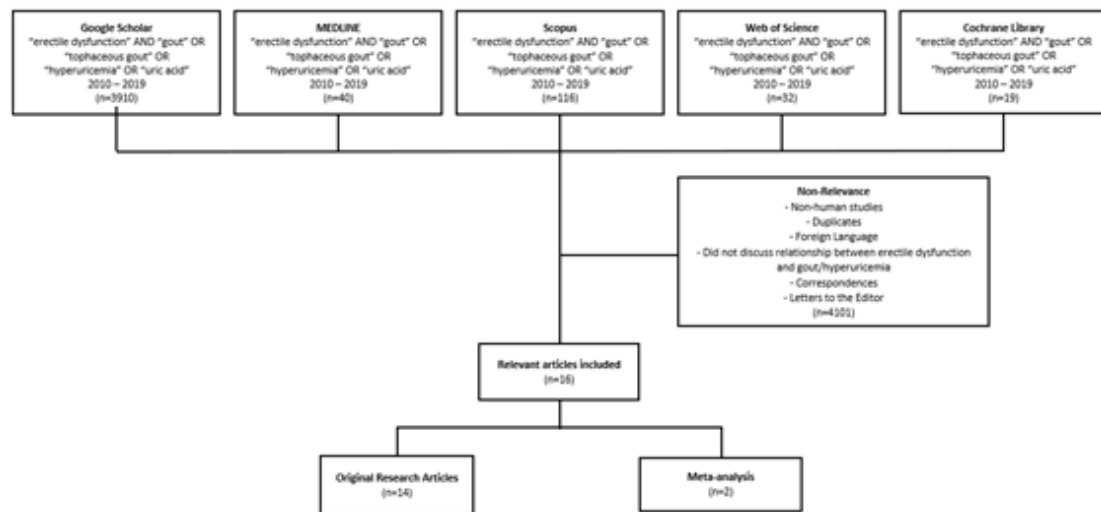 Google Scholar
"erectile dysfunction" AND "gout" OR
"tophaceous gout" OR
"hyperuricemia" OR "uric acid"
2010 – 2019
(n=3910)
MEDLINE
"erectile dysfunction" AND "gout" OR
"tophaceous gout" OR
"hyperuricemia" OR "uric acid"
2010 – 2019
(n=40)
Scopus
"erectile dysfunction" AND "gout" OR
"tophaceous gout" OR
"hyperuricemia" OR "uric acid"
2010 – 2019
(n=116)
Web of Science
"erectile dysfunction" AND "gout" OR
"tophaceous gout" OR
"hyperuricemia" OR "uric acid"
2010 – 2019
(n=32)
Cochrane Library
"erectile dysfunction" AND "gout" OR
"tophaceous gout" OR
"hyperuricemia" OR "uric acid"
2010 – 2019
(n=19)
Non-Relevance
- Non-human studies
- Duplicates
- Foreign Language
- Did not discuss relationship between erectile dysfunction
and gout/hyperuricemia
- Correspondences
- Letters to the Editor
(n=4101)
Relevant articles included
(n=16)
Original Research Articles
(n=14)
Meta-analysis
(n=2)